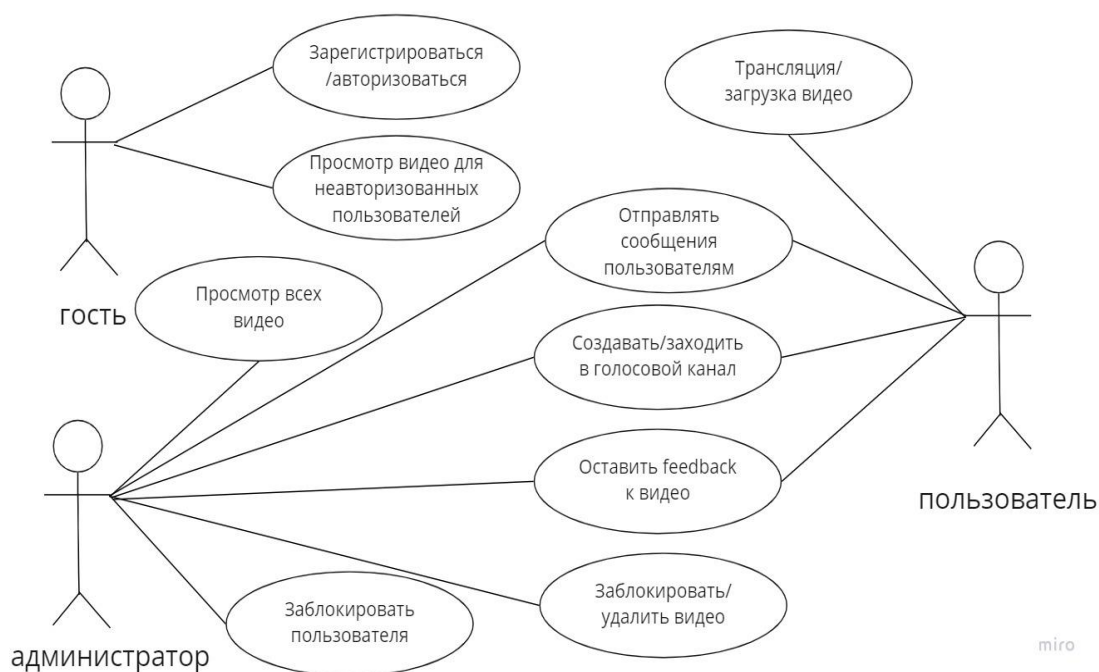 Зарегистрироваться
/авторизоваться
Трансляция/
загрузка видео
Просмотр видео для
неавторизованных
пользователей
Отправлять
сообщения
пользователям
гость
Просмотр всех
видео
Создавать/заходить
в голосовой канал
Оставить feedback
к видео
пользователь
Заблокировать
пользователя
Заблокировать/
удалить видео
администратор
miro